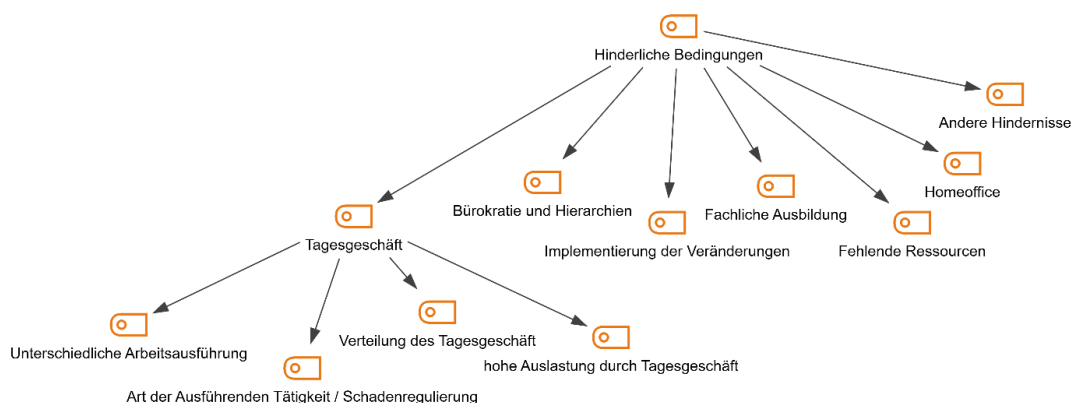 Hinderliche Bedingungen
Andere Hindernisse
Homeoffice
Bürokratie und Hierarchien
Fachliche Ausbildung
Tagesgeschäft
Implementierung der Veränderungen
Fehlende Ressourcen
Unterschiedliche Arbeitsausführung
Verteilung des Tagesgeschäft
hohe Auslastung durch Tagesgeschäft
Art der Ausführenden Tätigkeit / Schadenregulierung